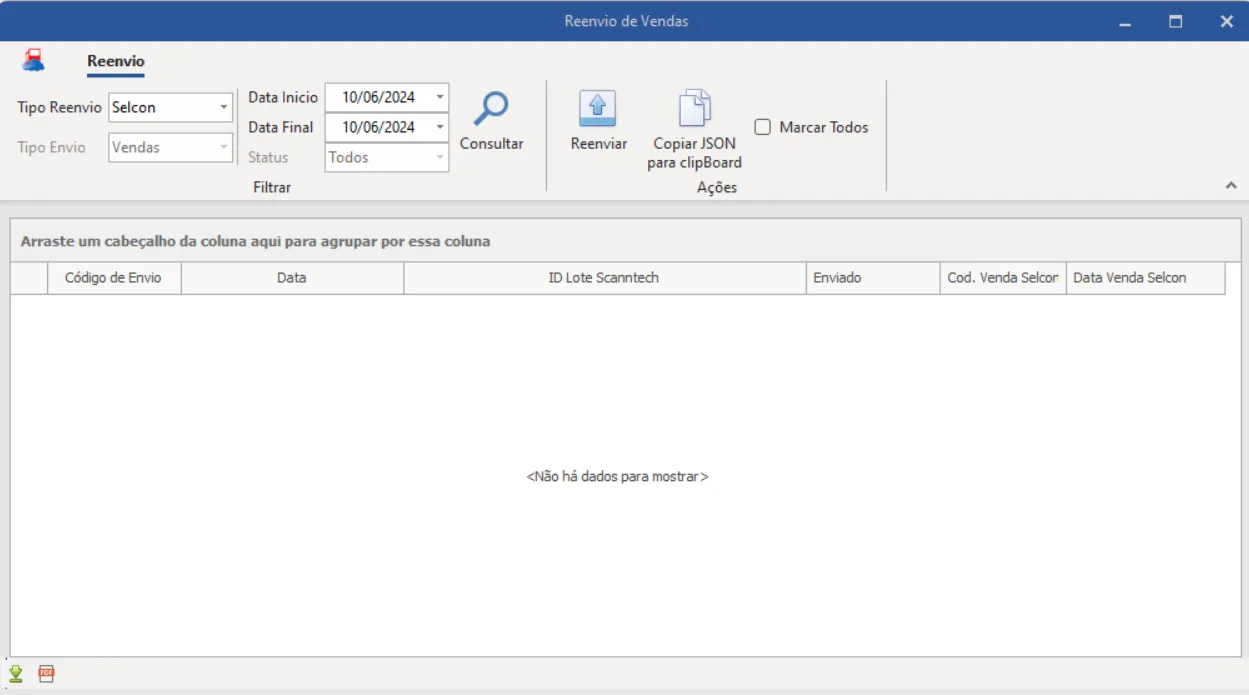 Reenvio de Vendas
Reenvio
Tipo Reenvio Selcon
Tipo Envio Vendas
Data Inicio 10/06/2024
Data Final 10/06/2024
Status Todos
Consultar
Filtrar
Reenviar
Copiar JSON
para clipBoard
Marcar Todos
Ações
Arraste um cabeçalho da coluna aqui para agrupar por essa coluna
Código de Envio Data ID Lote Scanntech Enviado Cod. Venda Selcon Data Venda Selcon
<Não há dados para mostrar>
PDF